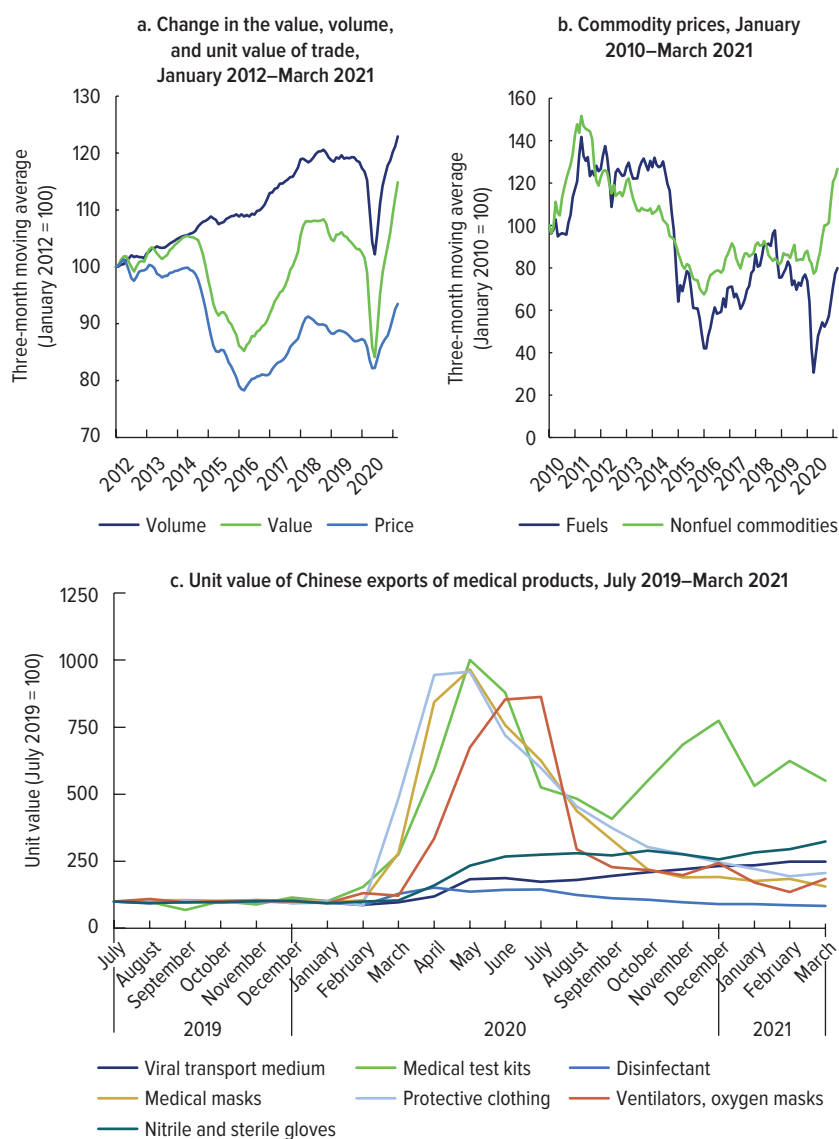 a. Change in the value, volume,
and unit value of trade,
January 2012–March 2021
Three-month moving average
(January 2012 = 100)
130
120
110
100
90
80
70
2012
2013
2014
2015
2016
2017
2018
2019
2020
Volume
Value
Price
b. Commodity prices, January
2010–March 2021
Three-month moving average
(January 2010 = 100)
160
140
120
100
80
60
40
20
0
2010
2011
2012
2013
2014
2015
2016
2017
2018
2019
2020
Fuels
Nonfuel commodities
c. Unit value of Chinese exports of medical products, July 2019–March 2021
Unit value (July 2019 = 100)
1250
1000
750
500
250
0
July
August
September
October
November
December
January
February
March
April
May
June
July
August
September
October
November
December
January
February
March
2019
2020
2021
Viral transport medium
Medical test kits
Disinfectant
Medical masks
Protective clothing
Ventilators, oxygen masks
Nitrile and sterile gloves